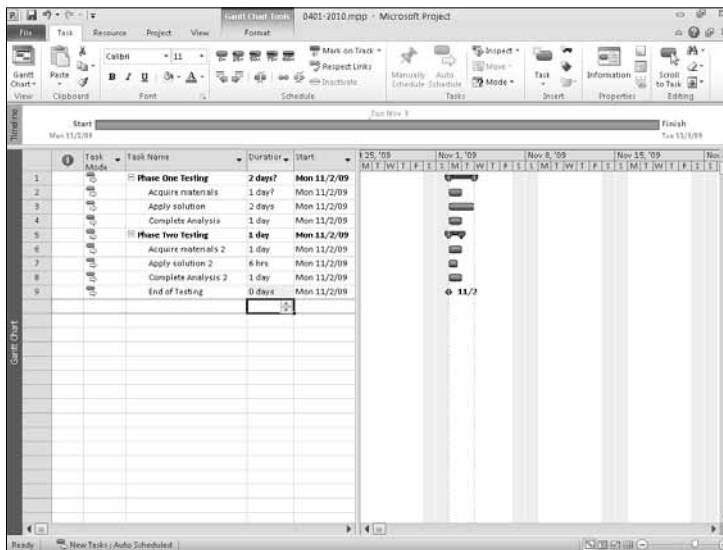 Gantt Chart Tools 0401-2010.mpp - Microsoft Project
File Task Resource Project View Format
Calibri 11
Mark on Track
Respect Links
Inactivate
Inspect
Move
Mode
Gantt Chart
Paste
B I U A
Manually Schedule
Auto Schedule
Task
Information
Scroll to Task
View Clipboard Font Schedule Tasks Insert Properties Editing
Timeline
Start
Mon 11/2/09
Tue Nov 3
Finish
Tue 11/3/09
Task Mode Task Name Duration Start
25, '09 Nov 1, '09 Nov 8, '09 Nov 15, '09 Nov
M T W T F S S M T W T F S S M T W T F S S M T W T F S
1 Phase One Testing 2 days? Mon 11/2/09
2 Acquire materials 1 day? Mon 11/2/09
3 Apply solution 2 days Mon 11/2/09
4 Complete Analysis 1 day Mon 11/2/09
5 Phase Two Testing 1 day Mon 11/2/09
6 Acquire materials 2 1 day Mon 11/2/09
7 Apply solution 2 6 hrs Mon 11/2/09
8 Complete Analysis 2 1 day Mon 11/2/09
9 End of Testing 0 days Mon 11/2/09
11/2
Gantt Chart
Ready New Tasks : Auto Scheduled